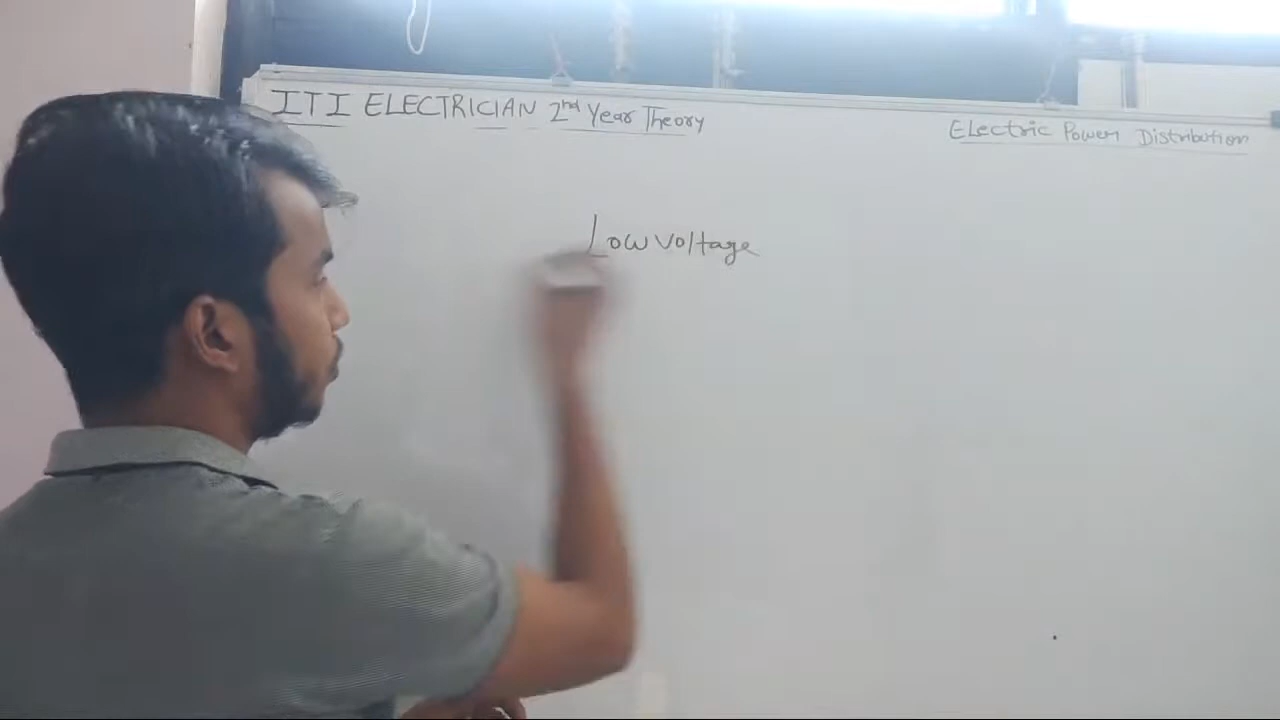 ITI ELECTRICIAN 2nd Year Theory
Electric Power Distribution
Low voltage